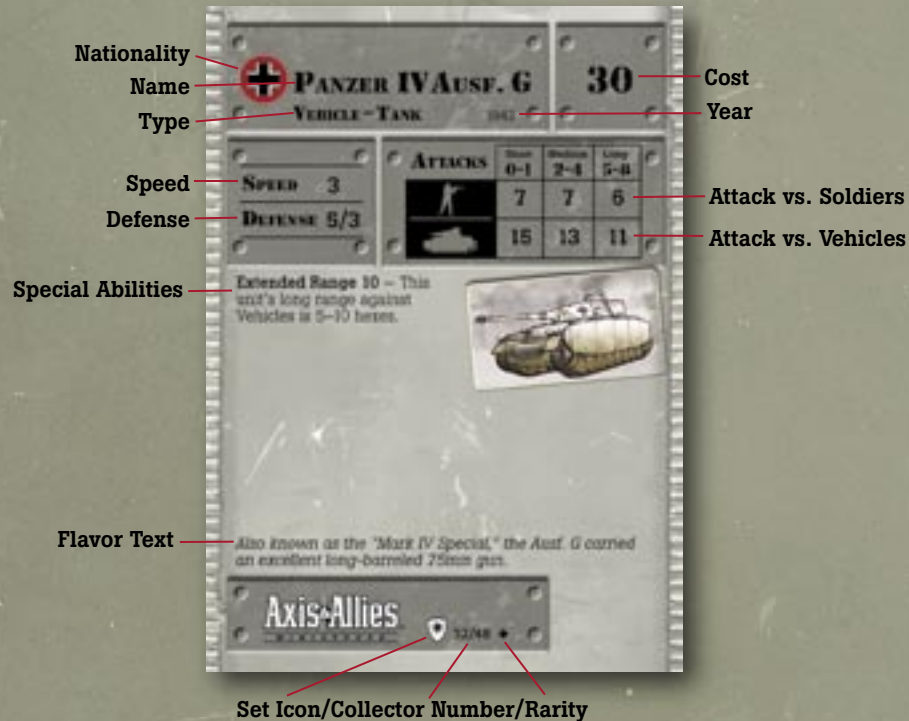 Nationality
Name
Type
Speed
Defense
Special Abilities
Flavor Text
PANZER IV AUSF. G
VEHICLE–TANK
30
Cost
Year
SPEED 3
DEFENSE 5/3
ATTACKS
Short Medium Long
0–1 2–4 5–8
7 7 6
15 13 11
Attack vs. Soldiers
Attack vs. Vehicles
Extended Range 10 – This
unit's long range against
Vehicles is 5–10 hexes.
Also known as the "Mark IV Special," the Ausf. G carried
an excellent long-barreled 75mm gun.
Axis&Allies
MINIATURES
Set Icon/Collector Number/Rarity